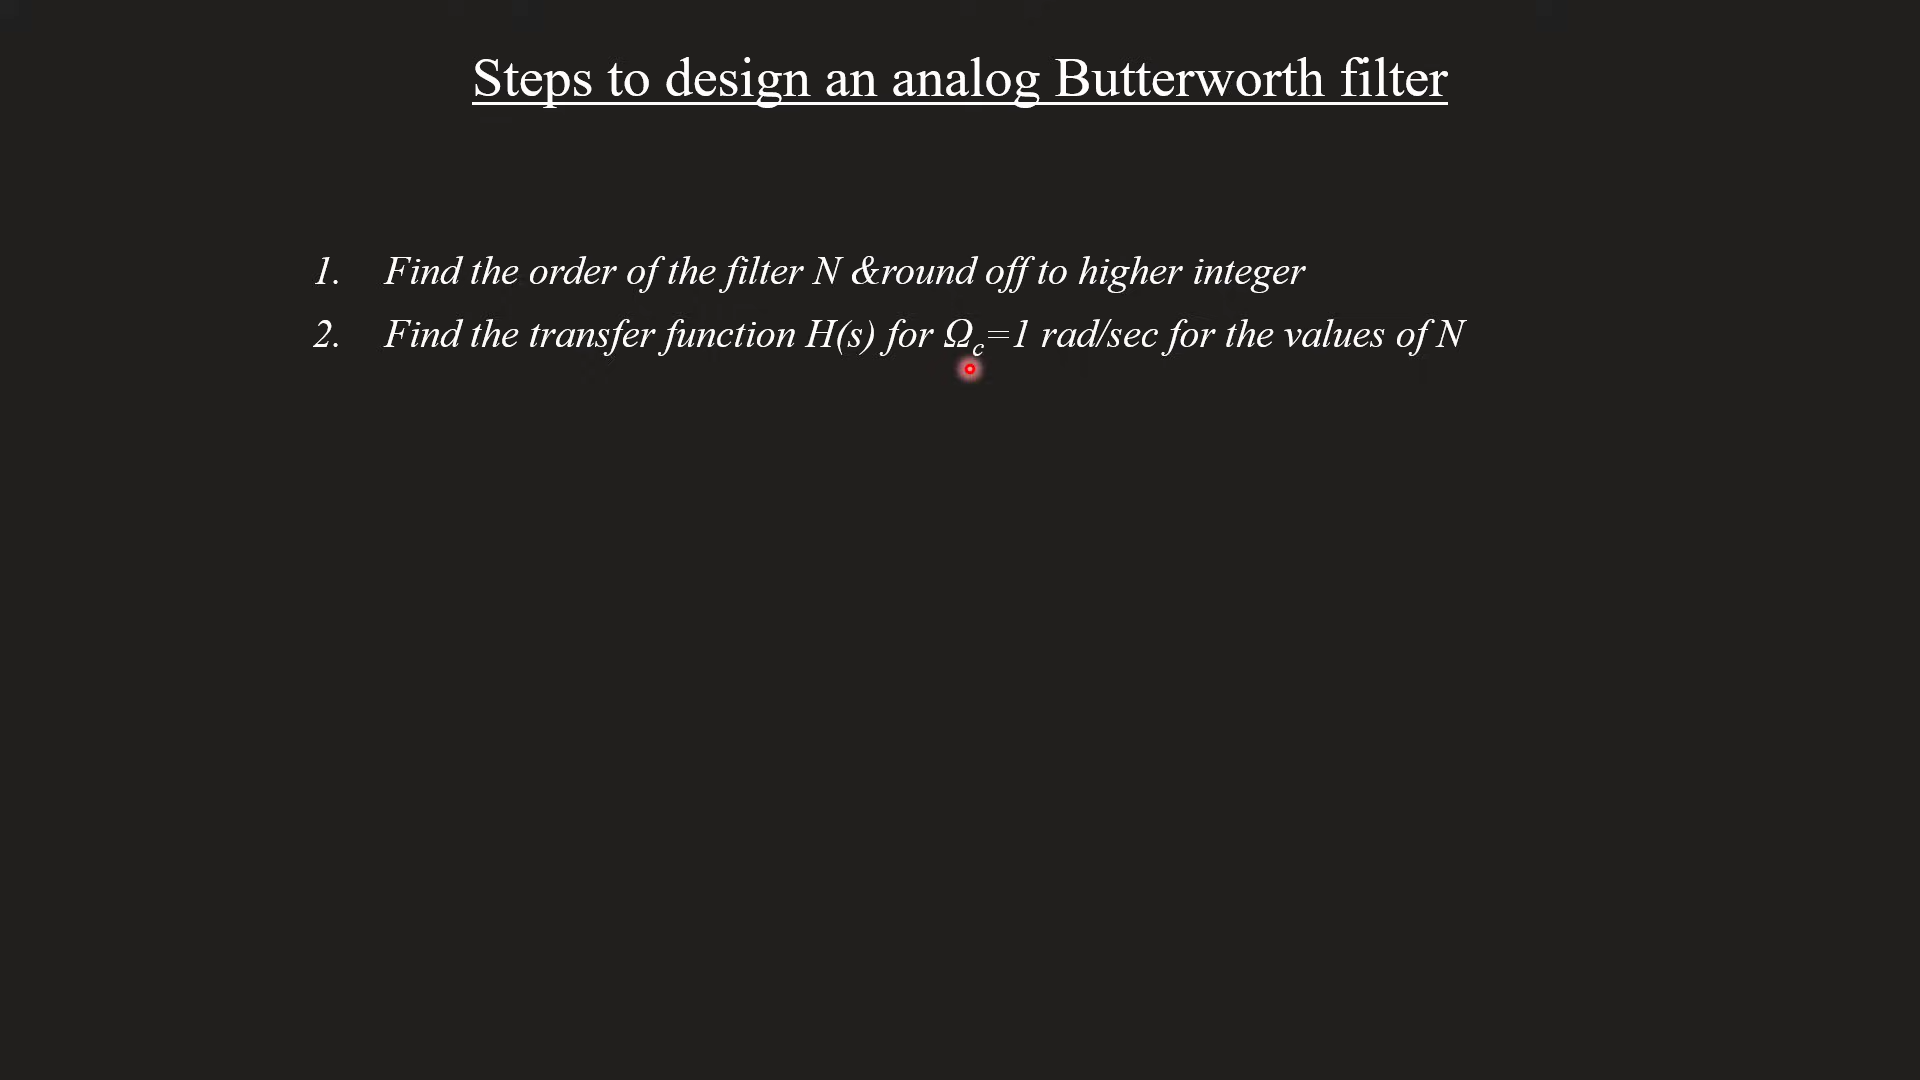 Steps to design an analog Butterworth filter
1. Find the order of the filter N &round off to higher integer
2. Find the transfer function H(s) for Ωc=1 rad/sec for the values of N